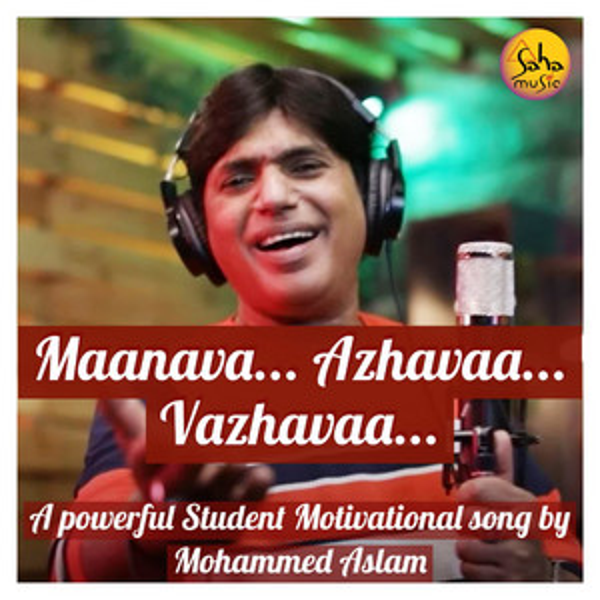 Saha
music
Maanava... Azhavaa...
Vazhavaa...
A powerful Student Motivational song by
Mohammed Aslam